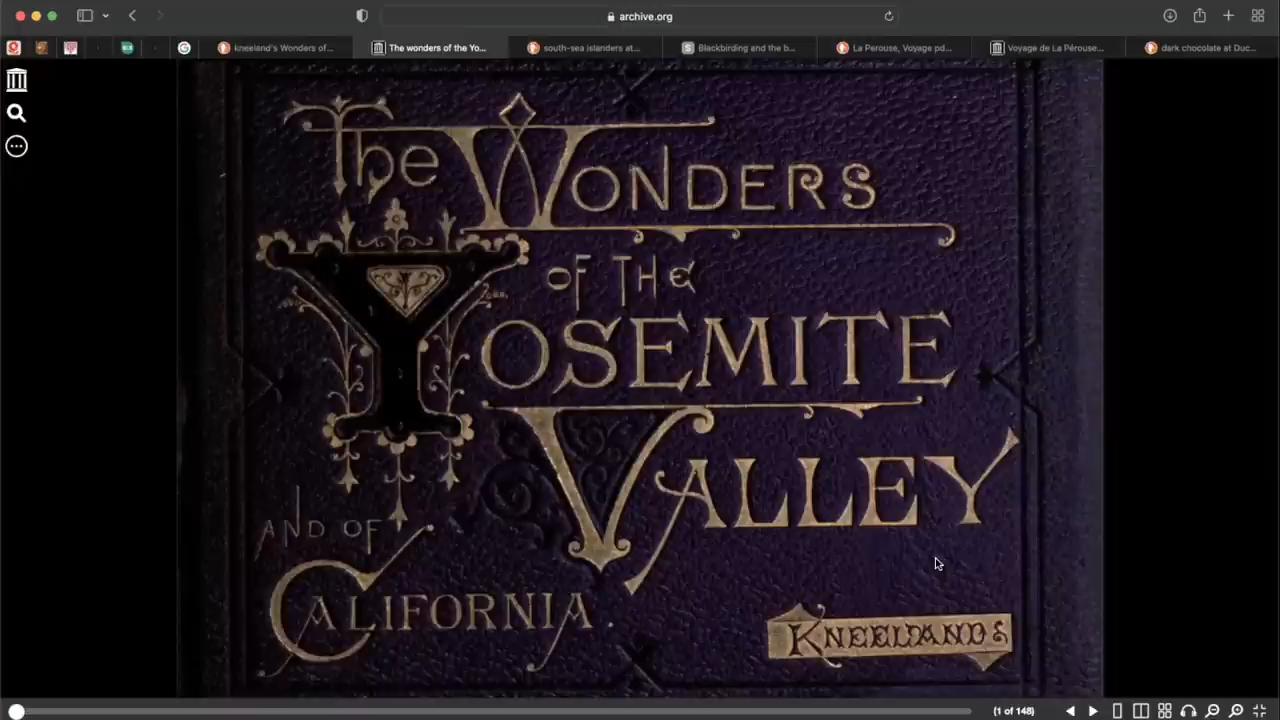 archive.org
kneeland's Wonders of...
The wonders of the Yo...
south-sea islanders at...
Blackbirding and the b...
La Perouse, Voyage pd...
Voyage de La Pérouse...
dark chocolate at Duc...
The Wonders
of the
Yosemite
Valley
and of
California.
Kneeland's
(1 of 148)